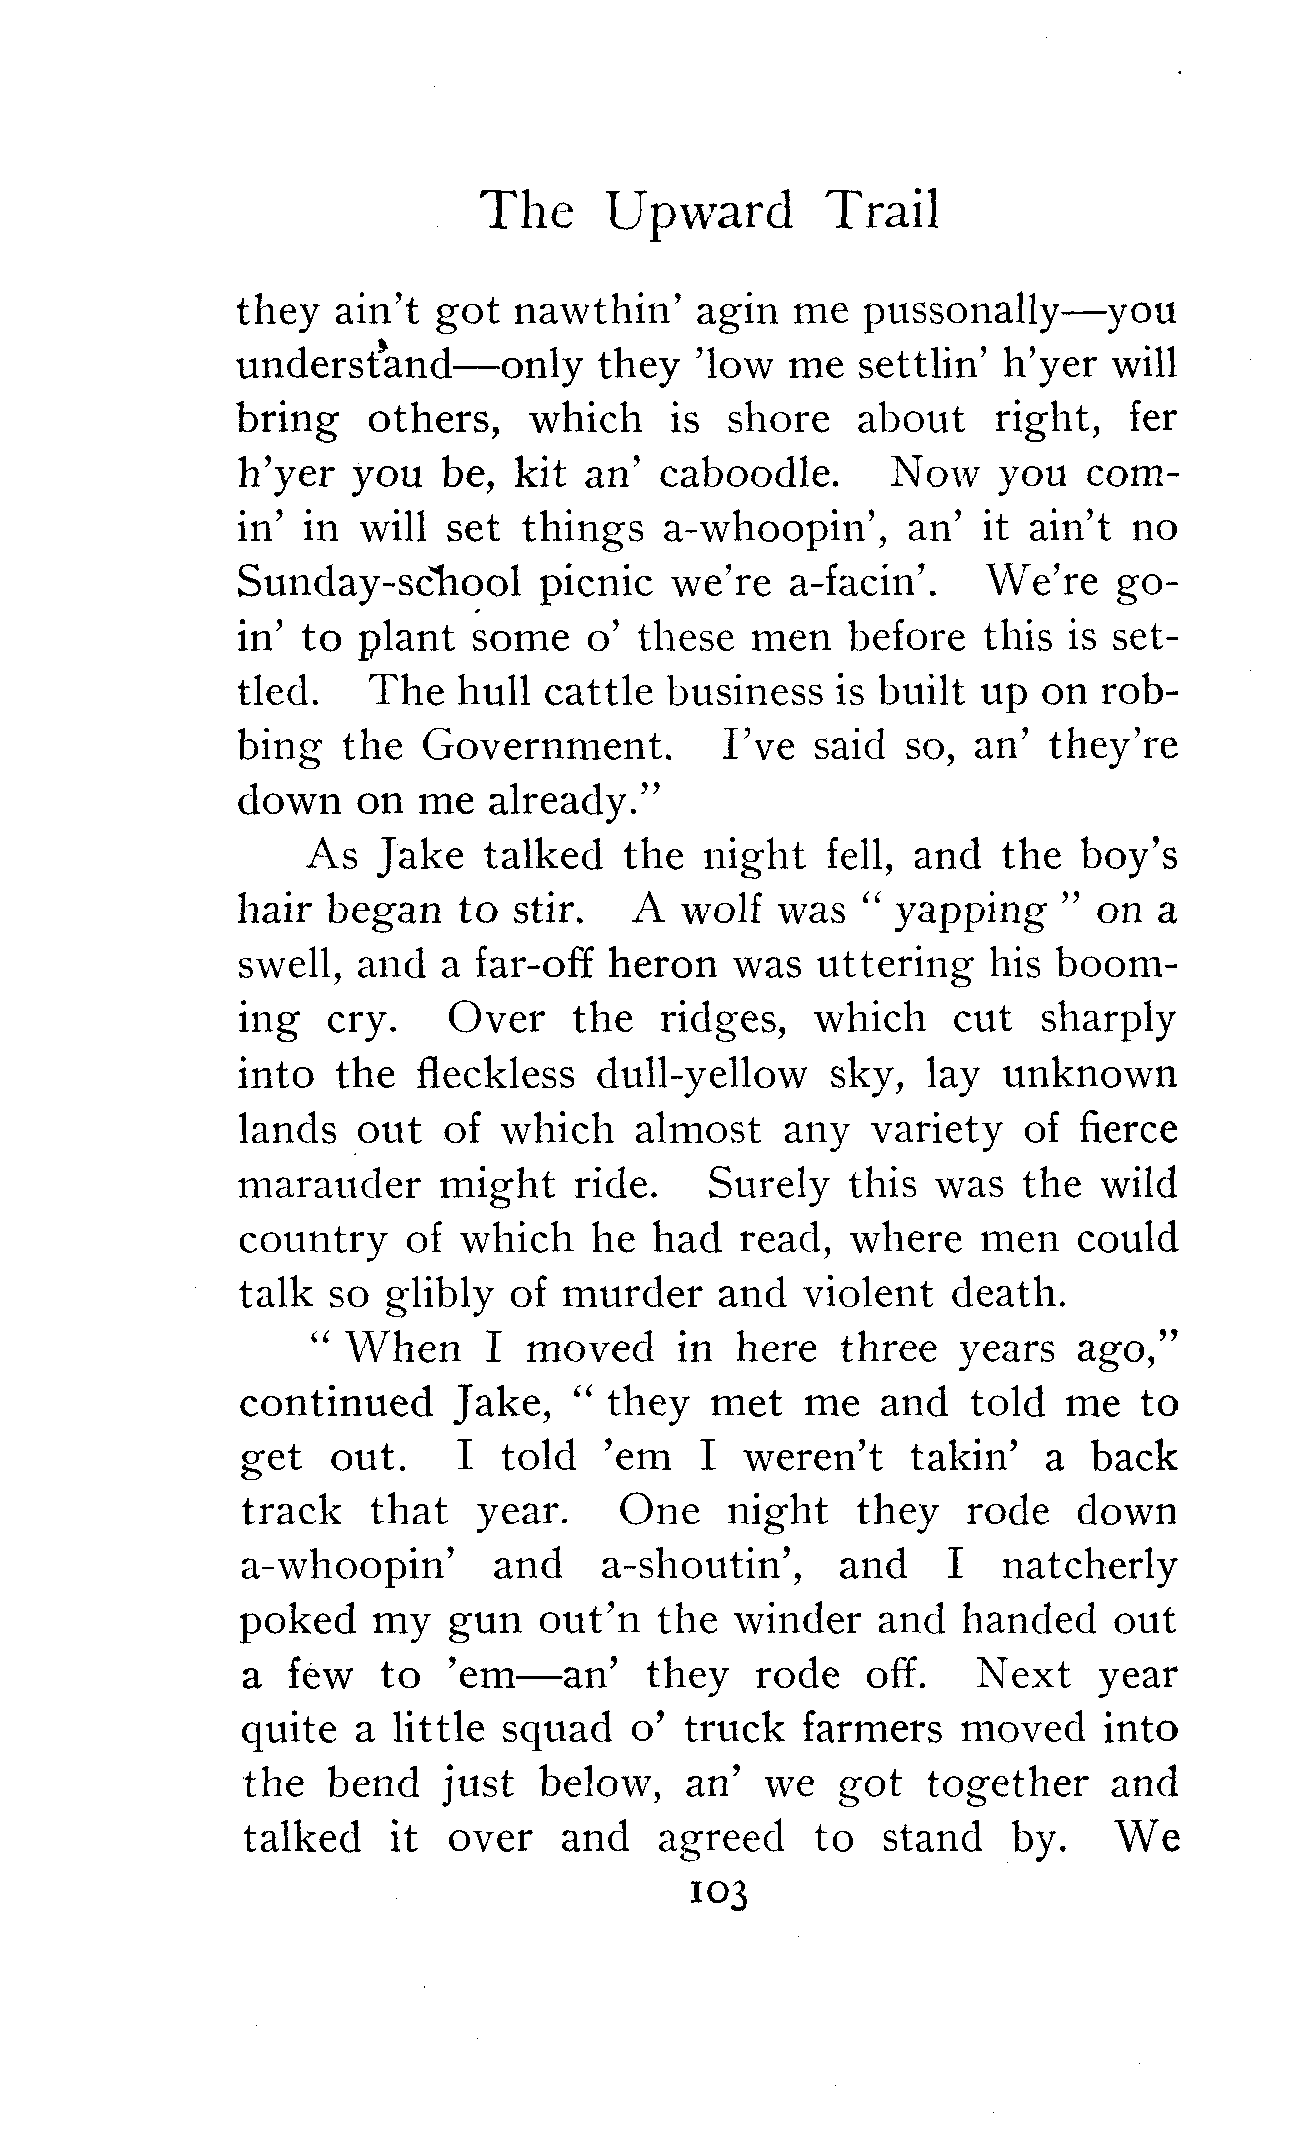 The Upward Trail
they ain't got nawthin' agin me pussonally—you
understand—only they 'low me settlin' h'yer will
bring others, which is shore about right, fer
h'yer you be, kit an' caboodle. Now you com-
in' in will set things a-whoopin', an' it ain't no
Sunday-school picnic we're a-facin'. We're go-
in' to plant some o' these men before this is set-
tled. The hull cattle business is built up on rob-
bing the Government. I've said so, an' they're
down on me already."
As Jake talked the night fell, and the boy's
hair began to stir. A wolf was " yapping " on a
swell, and a far-off heron was uttering his boom-
ing cry. Over the ridges, which cut sharply
into the fleckless dull-yellow sky, lay unknown
lands out of which almost any variety of fierce
marauder might ride. Surely this was the wild
country of which he had read, where men could
talk so glibly of murder and violent death.
" When I moved in here three years ago,"
continued Jake, " they met me and told me to
get out. I told 'em I weren't takin' a back
track that year. One night they rode down
a-whoopin' and a-shoutin', and I natcherly
poked my gun out'n the winder and handed out
a few to 'em—an' they rode off. Next year
quite a little squad o' truck farmers moved into
the bend just below, an' we got together and
talked it over and agreed to stand by. We
103